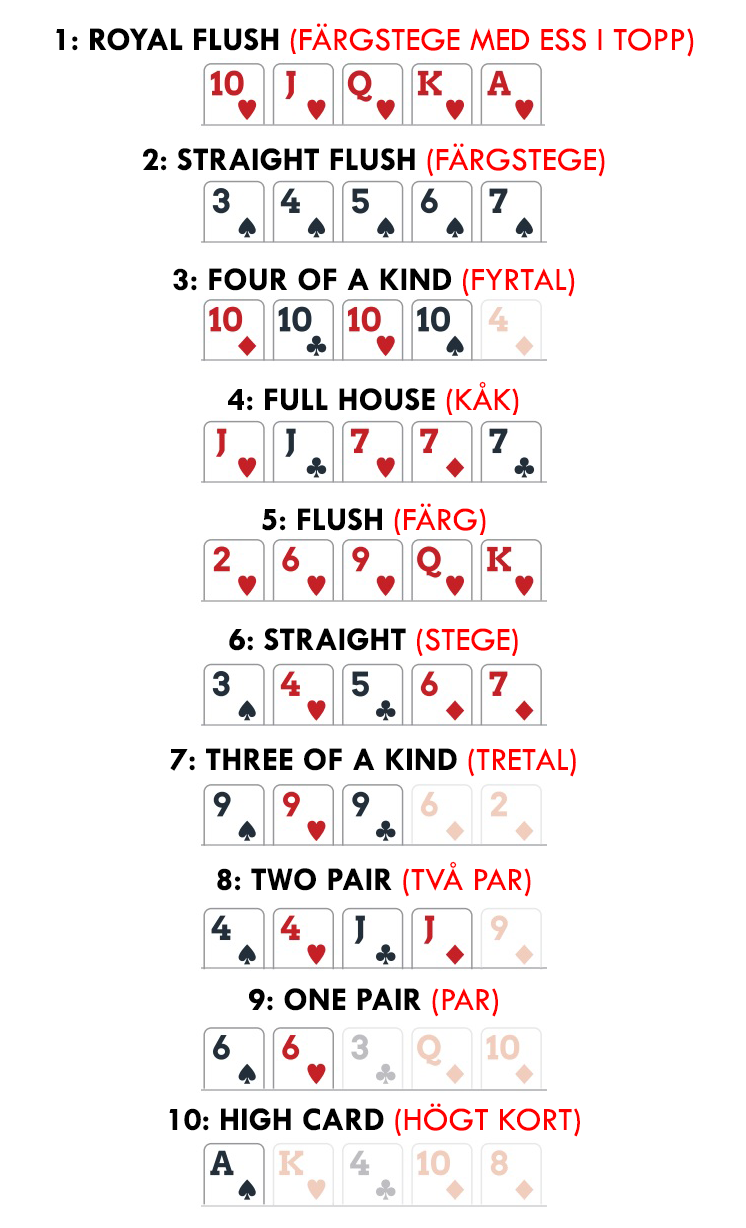 1: ROYAL FLUSH (FÄRGSTEGE MED ESS I TOPP)
10 J Q K A
2: STRAIGHT FLUSH (FÄRGSTEGE)
3 4 5 6 7
3: FOUR OF A KIND (FYRTAL)
10 10 10 10 4
4: FULL HOUSE (KÅK)
J J 7 7 7
5: FLUSH (FÄRG)
2 6 9 Q K
6: STRAIGHT (STEGE)
3 4 5 6 7
7: THREE OF A KIND (TRETAL)
9 9 9 6 2
8: TWO PAIR (TVÅ PAR)
4 4 J J 9
9: ONE PAIR (PAR)
6 6 3 Q 10
10: HIGH CARD (HÖGT KORT)
A K 4 10 8